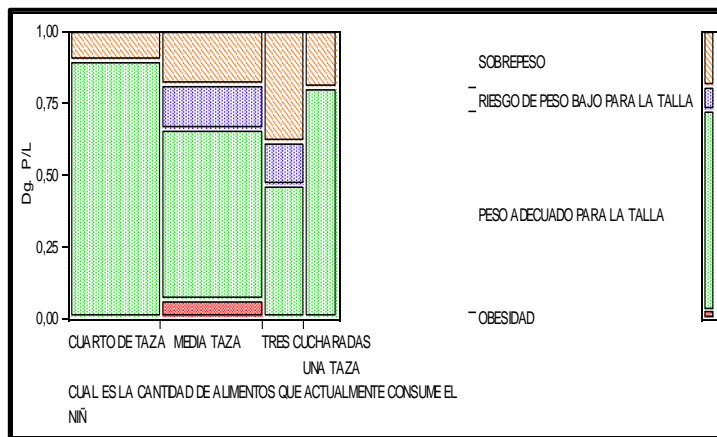 1,00
0,75
0,50
0,25
0,00
Dg. P/L
SOBREPESO
RIESGO DE PESO BAJO PARA LA TALLA
PESO ADECUADO PARA LA TALLA
OBESIDAD
CUARTO DE TAZA MEDIA TAZA TRES CUCHARADAS
UNA TAZA
CUAL ES LA CANTIDAD DE ALIMENTOS QUE ACTUALMENTE CONSUME EL
NIÑ